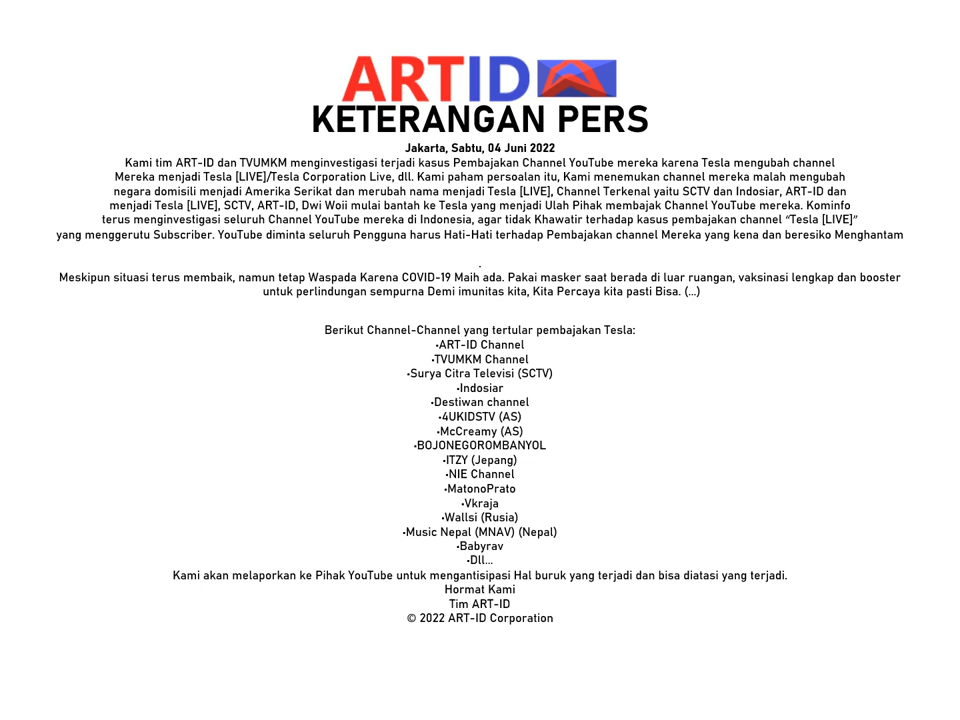 ARTID
KETERANGAN PERS
Jakarta, Sabtu, 04 Juni 2022
Kami tim ART-ID dan TVUMKM menginvestigasi terjadi kasus Pembajakan Channel YouTube mereka karena Tesla mengubah channel
Mereka menjadi Tesla [LIVE]/Tesla Corporation Live, dll. Kami paham persoalan itu, Kami menemukan channel mereka malah mengubah
negara domisili menjadi Amerika Serikat dan merubah nama menjadi Tesla [LIVE], Channel Terkenal yaitu SCTV dan Indosiar, ART-ID dan
menjadi Tesla [LIVE], SCTV, ART-ID, Dwi Woii mulai bantah ke Tesla yang menjadi Ulah Pihak membajak Channel YouTube mereka. Kominfo
terus menginvestigasi seluruh Channel YouTube mereka di Indonesia, agar tidak Khawatir terhadap kasus pembajakan channel “Tesla [LIVE]”
yang menggerutu Subscriber. YouTube diminta seluruh Pengguna harus Hati-Hati terhadap Pembajakan channel Mereka yang kena dan beresiko Menghantam
.
Meskipun situasi terus membaik, namun tetap Waspada Karena COVID-19 Maih ada. Pakai masker saat berada di luar ruangan, vaksinasi lengkap dan booster
untuk perlindungan sempurna Demi imunitas kita, Kita Percaya kita pasti Bisa. (...)
Berikut Channel-Channel yang tertular pembajakan Tesla:
•ART-ID Channel
•TVUMKM Channel
•Surya Citra Televisi (SCTV)
•Indosiar
•Destiwan channel
•4UKIDSTV (AS)
•McCreamy (AS)
•BOJONEGOROMBANYOL
•ITZY (Jepang)
•NIE Channel
•MatonoPrato
•Vkraja
•Wallsi (Rusia)
•Music Nepal (MNAV) (Nepal)
•Babyrav
•Dll...
Kami akan melaporkan ke Pihak YouTube untuk mengantisipasi Hal buruk yang terjadi dan bisa diatasi yang terjadi.
Hormat Kami
Tim ART-ID
© 2022 ART-ID Corporation